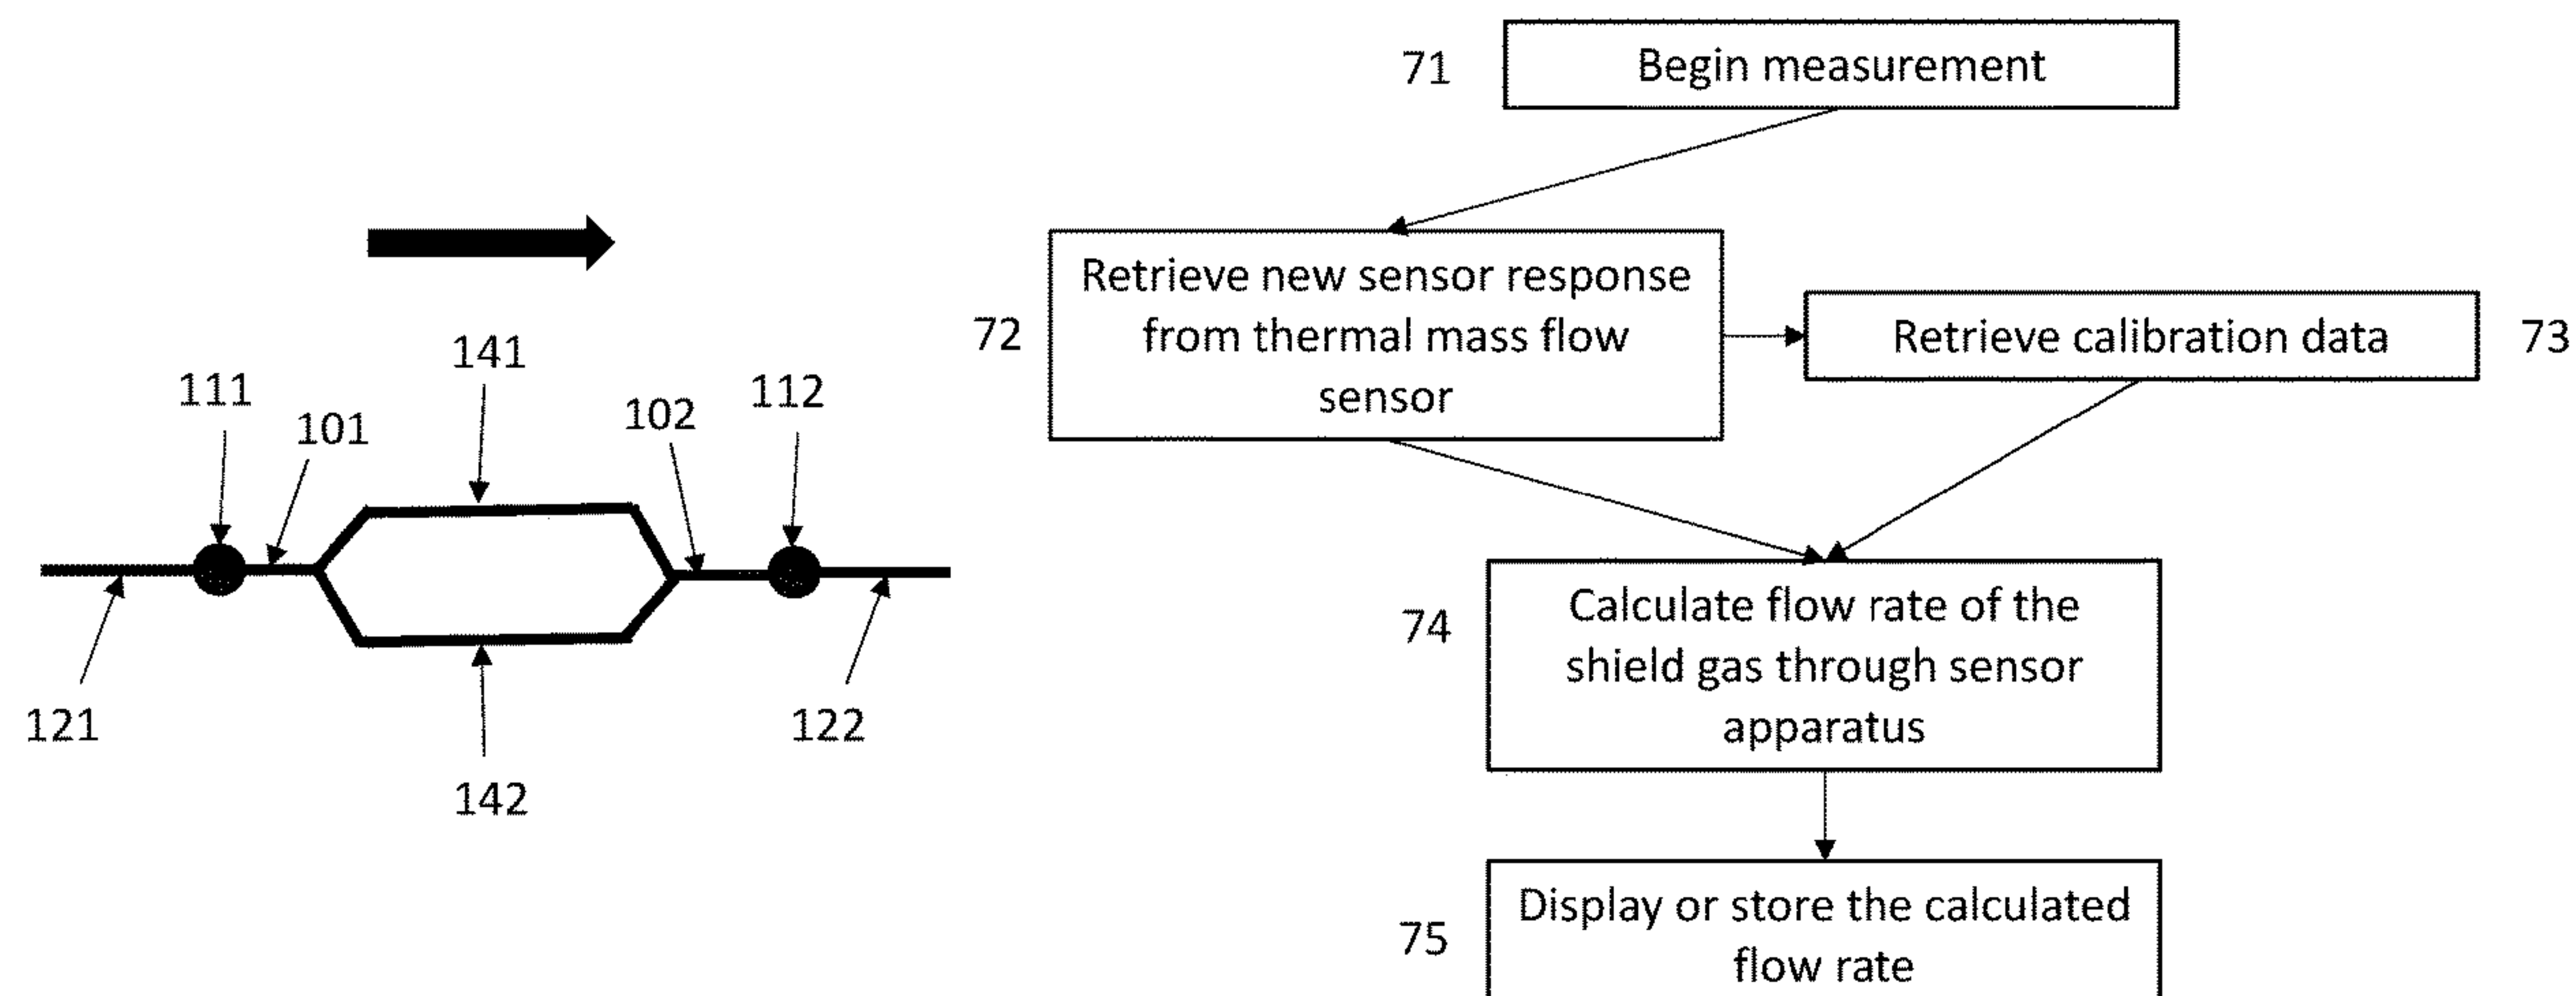 141
111
112
101
102
121
122
142
71
Begin measurement
72
Retrieve new sensor response
from thermal mass flow
sensor
Retrieve calibration data
73
74
Calculate flow rate of the
shield gas through sensor
apparatus
75
Display or store the calculated
flow rate